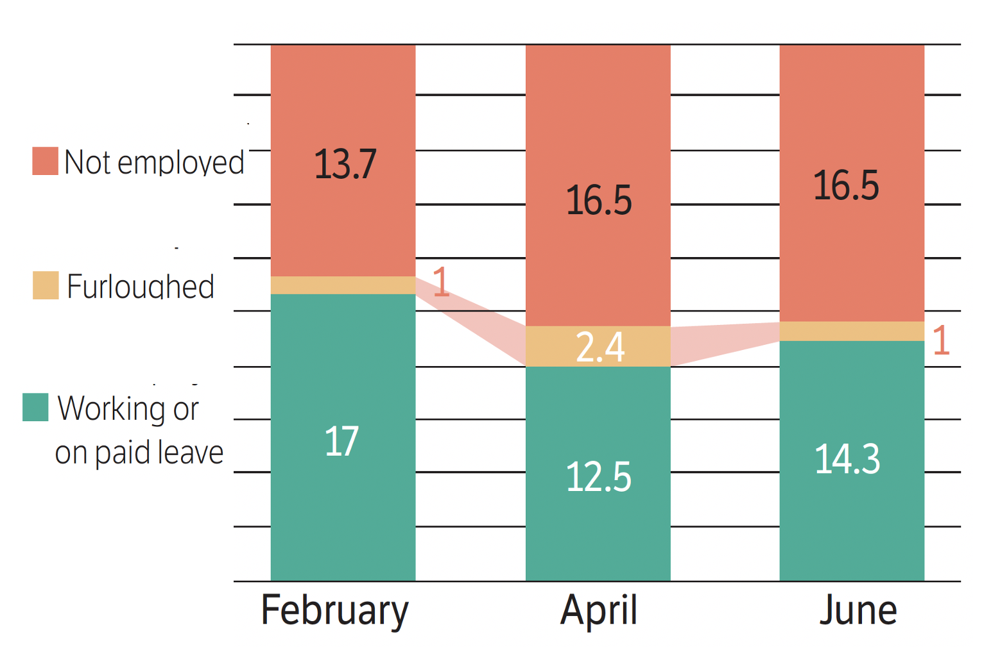 Not employed
Furloughed
Working or
on paid leave
13.7
1
17
16.5
2.4
12.5
16.5
1
14.3
February
April
June